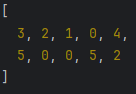 [
3, 2, 1, 0, 4,
5, 0, 0, 5, 2
]